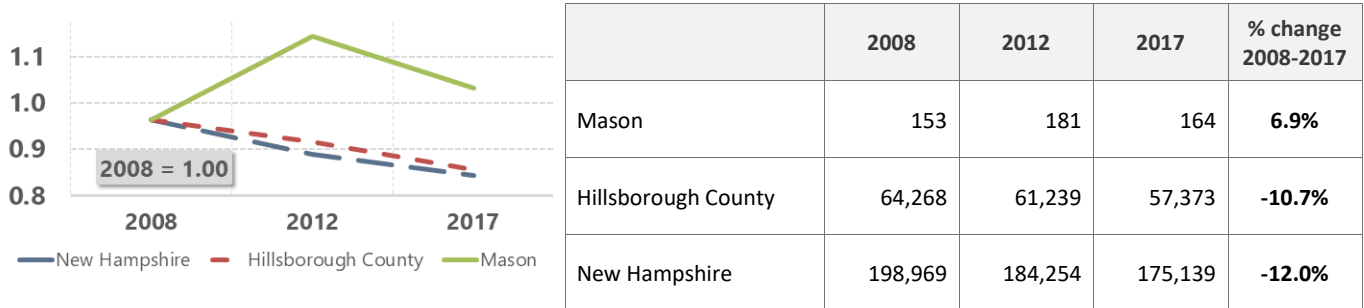 1.1
1.0
0.9
0.8
2008 = 1.00
2008 2012 2017
New Hampshire Hillsborough County Mason
2008 2012 2017 % change
2008-2017
Mason 153 181 164 6.9%
Hillsborough County 64,268 61,239 57,373 -10.7%
New Hampshire 198,969 184,254 175,139 -12.0%